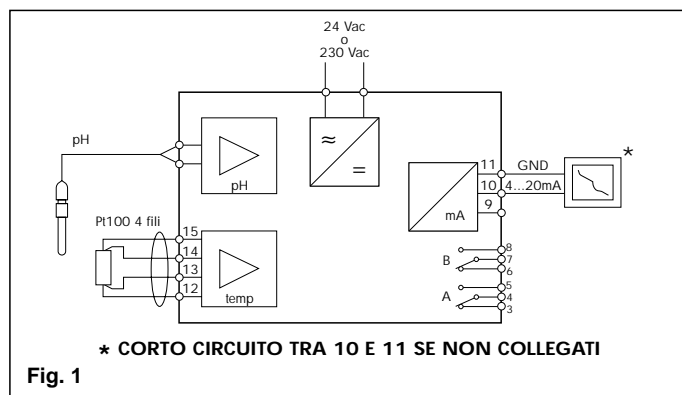 24 Vac
o
230 Vac
pH
pH
≈
=
mA
11 GND
10 4...20mA
9
*
Pt100 4 fili
15
14
13
12
temp
B
8
7
6
A
5
4
3
* CORTO CIRCUITO TRA 10 E 11 SE NON COLLEGATI
Fig. 1